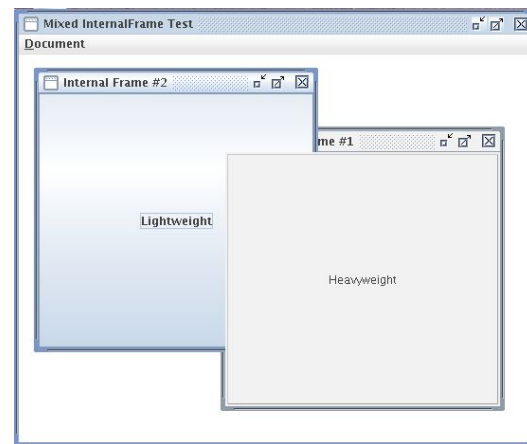 Mixed InternalFrame Test
Document
Internal Frame #2
me #1
Lightweight
Heavyweight